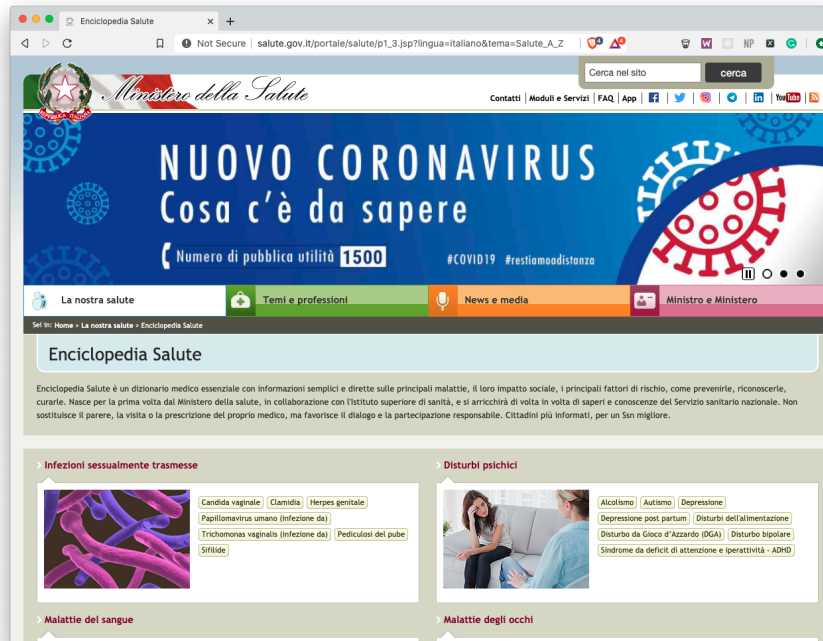 Enciclopedia Salute
Not Secure salute.gov.it/portale/salute/p1_3.jsp?lingua=italiano&tema=Salute_A_Z
NP
Cerca nel sito cerca
REPVBBLICA ITALIANA
Ministero della Salute
Contatti | Moduli e Servizi | FAQ | App | | | | | | You Tube
NUOVO CORONAVIRUS
Cosa c'è da sapere
Numero di pubblica utilità 1500 #COVID19 #restiamoadistanza
La nostra salute Temi e professioni News e media Ministro e Ministero
Sei in: Home > La nostra salute > Enciclopedia Salute
Enciclopedia Salute
Enciclopedia Salute è un dizionario medico essenziale con informazioni semplici e dirette sulle principali malattie, il loro impatto sociale, i principali fattori di rischio, come prevenirle, riconoscerle,
curarle. Nasce per la prima volta dal Ministero della salute, in collaborazione con l'Istituto superiore di sanità, e si arricchirà di volta in volta di saperi e conoscenze del Servizio sanitario nazionale. Non
sostituisce il parere, la visita o la prescrizione del proprio medico, ma favorisce il dialogo e la partecipazione responsabile. Cittadini più informati, per un Ssn migliore.
Infezioni sessualmente trasmesse
Candida vaginale Clamidia Herpes genitale
Papillomavirus umano (infezione da)
Trichomonas vaginalis (infezione da) Pediculosi del pube
Sifilide
Disturbi psichici
Alcolismo Autismo Depressione
Depressione post partum Disturbi dell'alimentazione
Disturbo da Gioco d'Azzardo (DGA) Disturbo bipolare
Sindrome da deficit di attenzione e iperattività - ADHD
Malattie del sangue
Malattie degli occhi